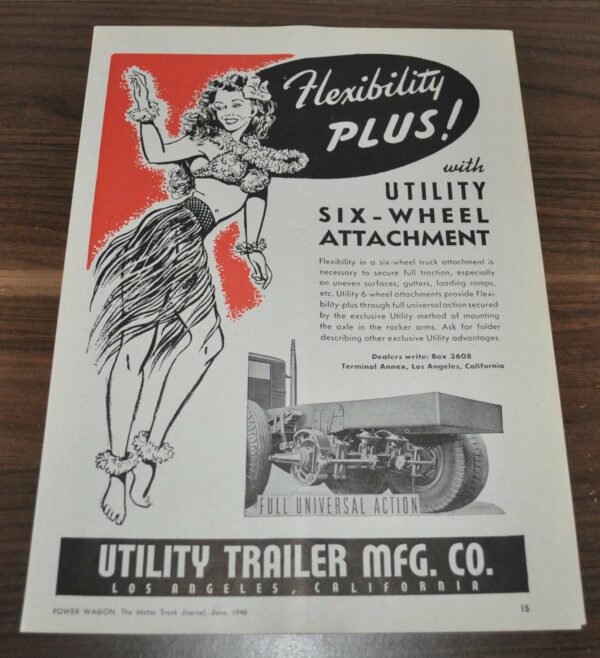 Flexibility
PLUS!
with
UTILITY
SIX-WHEEL
ATTACHMENT
Flexibility in a six-wheel truck attachment is
necessary to secure full traction, especially
on uneven surfaces, gutters, loading ramps,
etc. Utility 6-wheel attachments provide Flexi-
bility-plus through full universal action secured
by the exclusive Utility method of mounting
the axle in the rocker arms. Ask for folder
describing other exclusive Utility advantages.
Dealers write: Box 3608
Terminal Annex, Los Angeles, California
FULL UNIVERSAL ACTION
UTILITY TRAILER MFG. CO.
LOS ANGELES, CALIFORNIA
POWER WAGON, The Motor Truck Journal, June, 1946
15